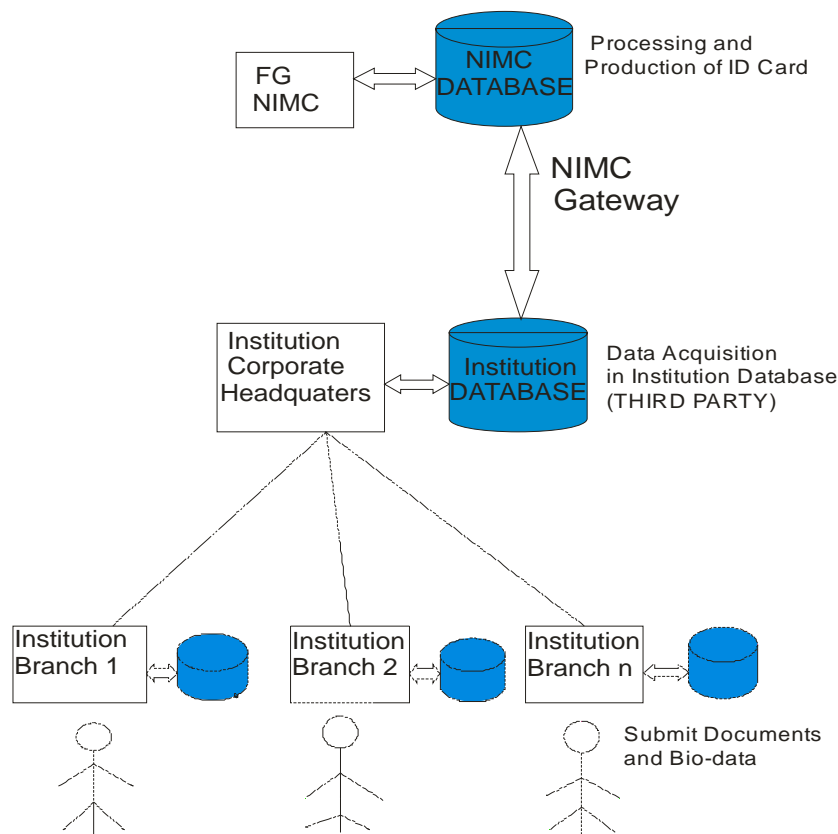 FG
NIMC
NIMC
DATABASE
Processing and
Production of ID Card
NIMC
Gateway
Institution
Corporate
Headquaters
Institution
DATABASE
Data Acquisition
in Institution Database
(THIRD PARTY)
Institution
Branch 1
Institution
Branch 2
Institution
Branch n
Submit Documents
and Bio-data